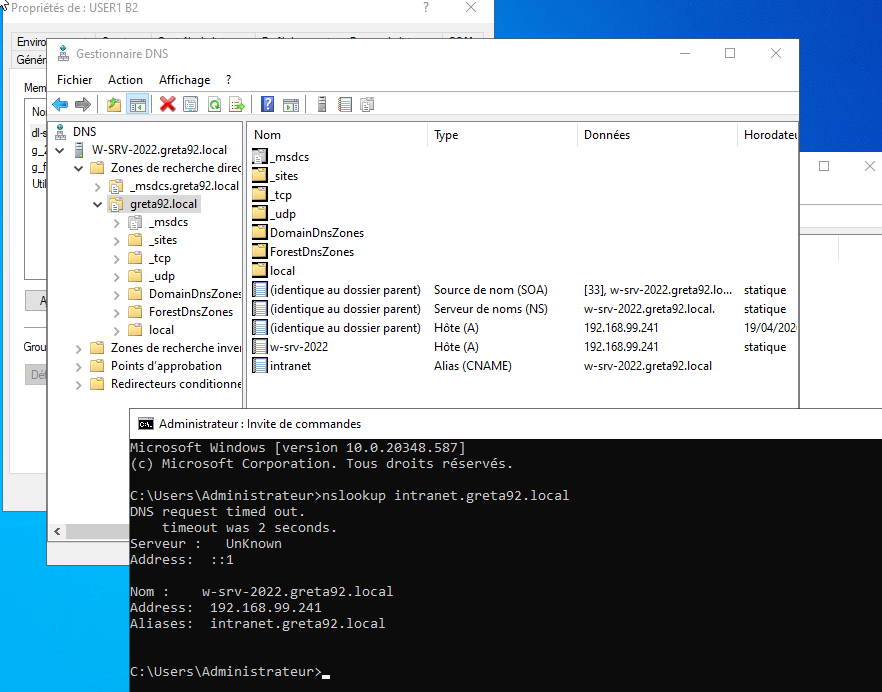 Propriétés de : USER1 B2
?
Enviro
Génér
Mem
No
dl-s
g_
g_f
Util
A
Grou
Déf
Gestionnaire DNS
Fichier Action Affichage ?
DNS
W-SRV-2022.greta92.local
Zones de recherche direc
_msdcs.greta92.local
greta92.local
_msdcs
_sites
_tcp
_udp
DomainDnsZones
ForestDnsZones
local
Zones de recherche inver
Points d'approbation
Redirecteurs conditionne
Nom Type Données Horodateu
_msdcs
_sites
_tcp
_udp
DomainDnsZones
ForestDnsZones
local
(identique au dossier parent) Source de nom (SOA) [33], w-srv-2022.greta92.lo... statique
(identique au dossier parent) Serveur de noms (NS) w-srv-2022.greta92.local. statique
(identique au dossier parent) Hôte (A) 192.168.99.241 19/04/202
w-srv-2022 Hôte (A) 192.168.99.241 statique
intranet Alias (CNAME) w-srv-2022.greta92.local
Administrateur : Invite de commandes
Microsoft Windows [version 10.0.20348.587]
(c) Microsoft Corporation. Tous droits réservés.
C:\Users\Administrateur>nslookup intranet.greta92.local
DNS request timed out.
timeout was 2 seconds.
Serveur : UnKnown
Address: ::1
Nom : w-srv-2022.greta92.local
Address: 192.168.99.241
Aliases: intranet.greta92.local
C:\Users\Administrateur>